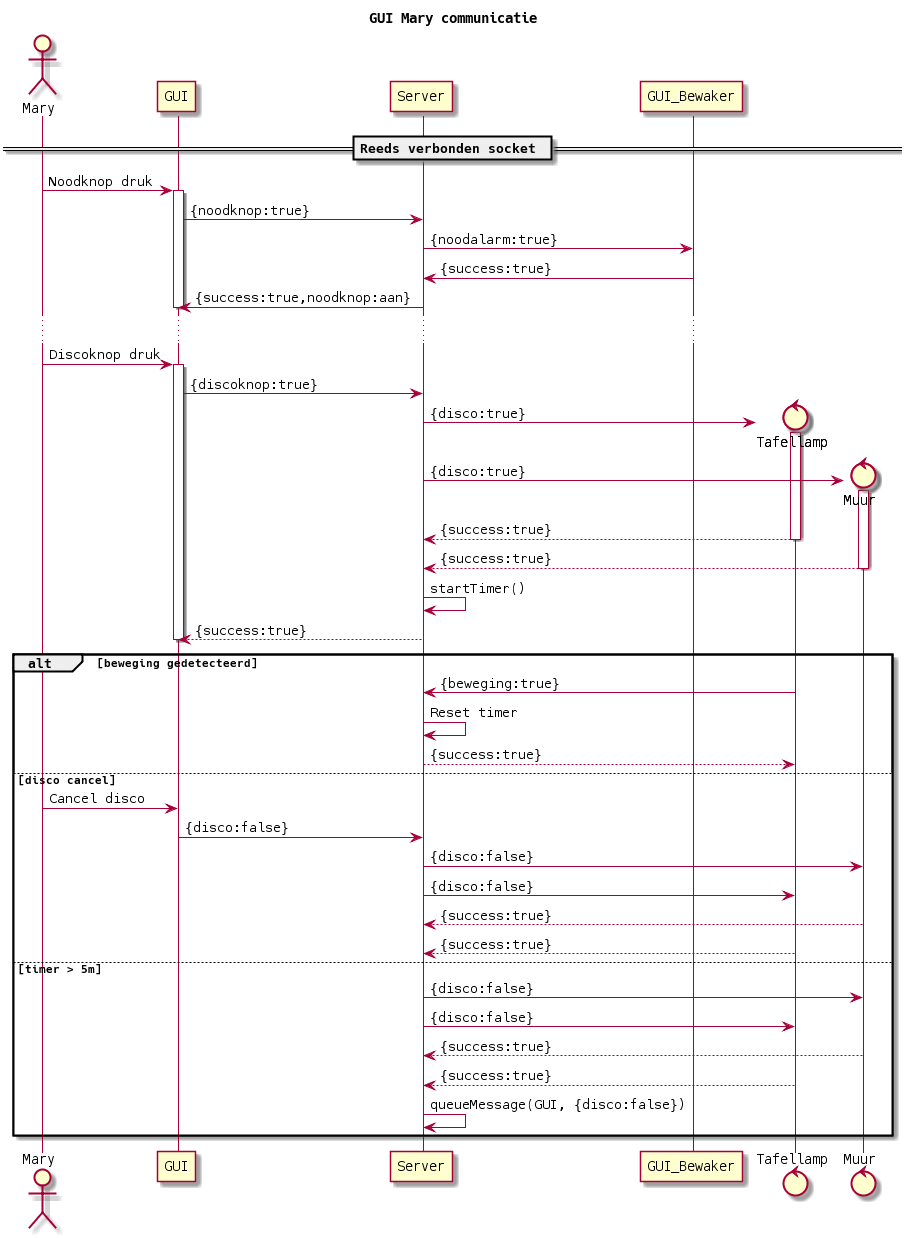 GUI Mary communicatie
Mary
GUI
Server
GUI_Bewaker
Reeds verbonden socket
Noodknop druk
{noodknop:true}
{noodalarm:true}
{success:true}
{success:true,noodknop:aan}
Discoknop druk
{discoknop:true}
{disco:true}
Tafellamp
{disco:true}
Muur
{success:true}
{success:true}
startTimer()
{success:true}
alt [beweging gedetecteerd]
{beweging:true}
Reset timer
{success:true}
[disco cancel]
Cancel disco
{disco:false}
{disco:false}
{disco:false}
{success:true}
{success:true}
[timer > 5m]
{disco:false}
{disco:false}
{success:true}
{success:true}
queueMessage(GUI, {disco:false})
Mary
GUI
Server
GUI_Bewaker
Tafellamp
Muur